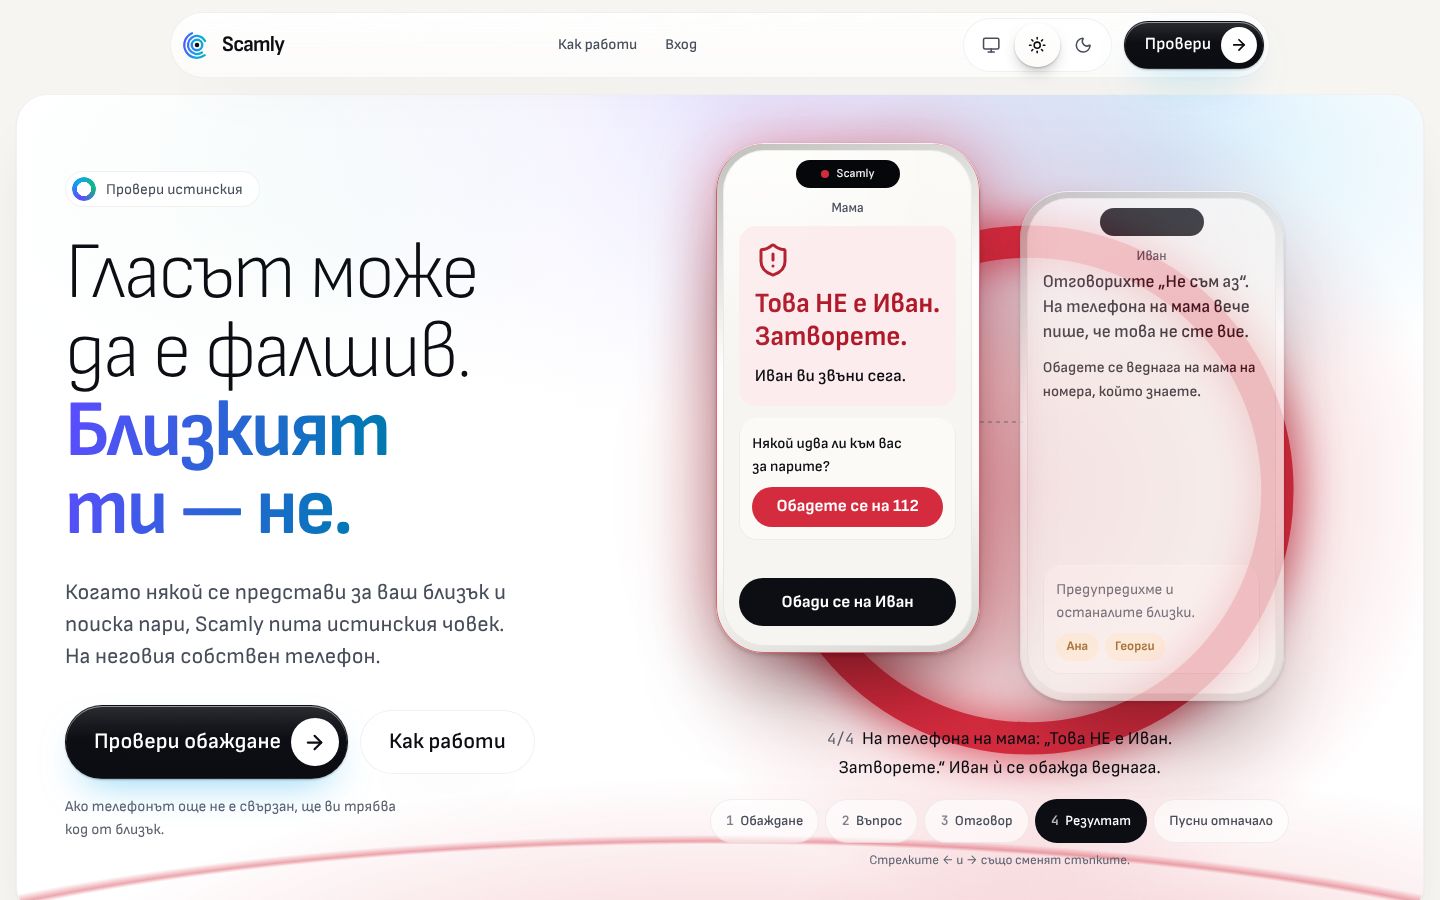 Scamly
Как работи
Вход
Провери
Провери истинския
Гласът може
да е фалшив.
Близкият
ти — не.
Когато някой се представи за ваш близък и
поиска пари, Scamly пита истинския човек.
На неговия собствен телефон.
Провери обаждане
Как работи
Ако телефонът още не е свързан, ще ви трябва
код от близък.
Scamly
Мама
Това НЕ е Иван.
Затворете.
Иван ви звъни сега.
Някой идва ли към вас
за парите?
Обадете се на 112
Обади се на Иван
Иван
Отговорихте „Не съм аз“.
На телефона на мама вече
пише, че това не сте вие.
Обадете се веднага на мама на
номера, който знаете.
Предупредихме и
останалите близки.
Ана
Георги
4/4 На телефона на мама: „Това НЕ е Иван.
Затворете.“ Иван ѝ се обажда веднага.
1 Обаждане
2 Въпрос
3 Отговор
4 Резултат
Пусни отначало
Стрелките ← и → също сменят стъпките.